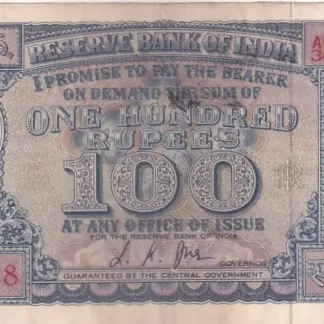 RESERVE BANK OF INDIA
I PROMISE TO PAY THE BEARER
ON DEMAND THE SUM OF
ONE HUNDRED
RUPEES
100
AT ANY OFFICE OF ISSUE
FOR THE RESERVE BANK OF INDIA.
GOVERNOR
GUARANTEED BY THE CENTRAL GOVERNMENT
8